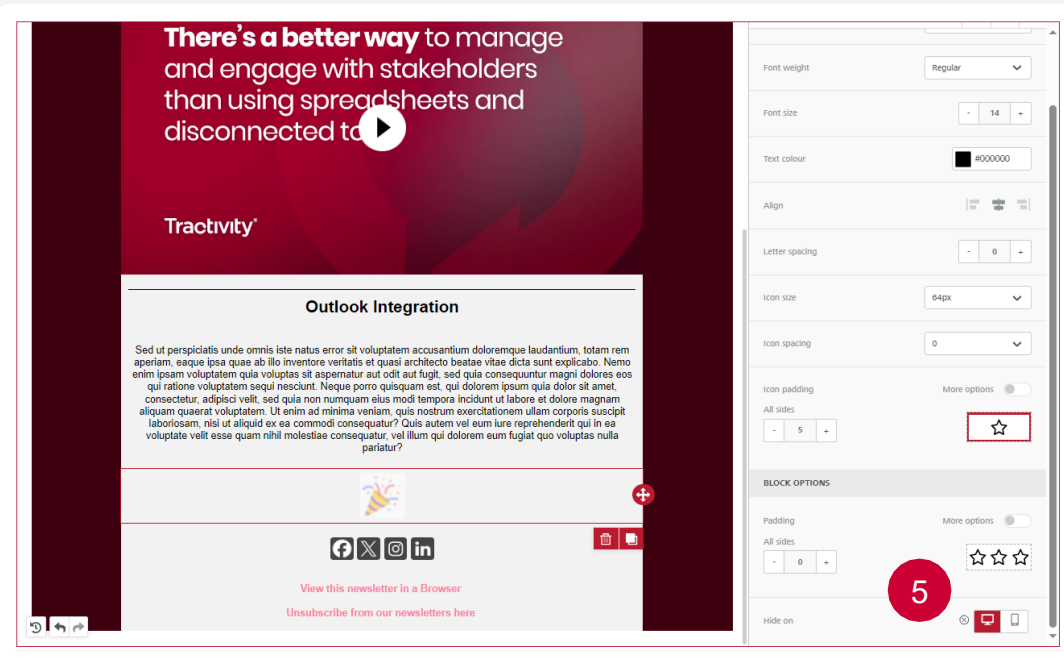 There's a better way to manage
and engage with stakeholders
than using spreadsheets and
disconnected to
Tractivity®
Outlook Integration
Sed ut perspiciatis unde omnis iste natus error sit voluptatem accusantium doloremque laudantium, totam rem
aperiam, eaque ipsa quae ab illo inventore veritatis et quasi architecto beatae vitae dicta sunt explicabo. Nemo
enim ipsam voluptatem quia voluptas sit aspernatur aut odit aut fugit, sed quia consequuntur magni dolores eos
qui ratione voluptatem sequi nesciunt. Neque porro quisquam est, qui dolorem ipsum quia dolor sit amet,
consectetur, adipisci velit, sed quia non numquam eius modi tempora incidunt ut labore et dolore magnam
aliquam quaerat voluptatem. Ut enim ad minima veniam, quis nostrum exercitationem ullam corporis suscipit
laboriosam, nisi ut aliquid ex ea commodi consequatur? Quis autem vel eum iure reprehenderit qui in ea
voluptate velit esse quam nihil molestiae consequatur, vel illum qui dolorem eum fugiat quo voluptas nulla
pariatur?
View this newsletter in a Browser
Unsubscribe from our newsletters here
Font weight
Regular
Font size
- 14 +
Text colour
#000000
Align
Letter spacing
- 0 +
Icon size
64px
Icon spacing
0
Icon padding
More options
All sides
- 5 +
BLOCK OPTIONS
Padding
More options
All sides
- 0 +
5
Hide on